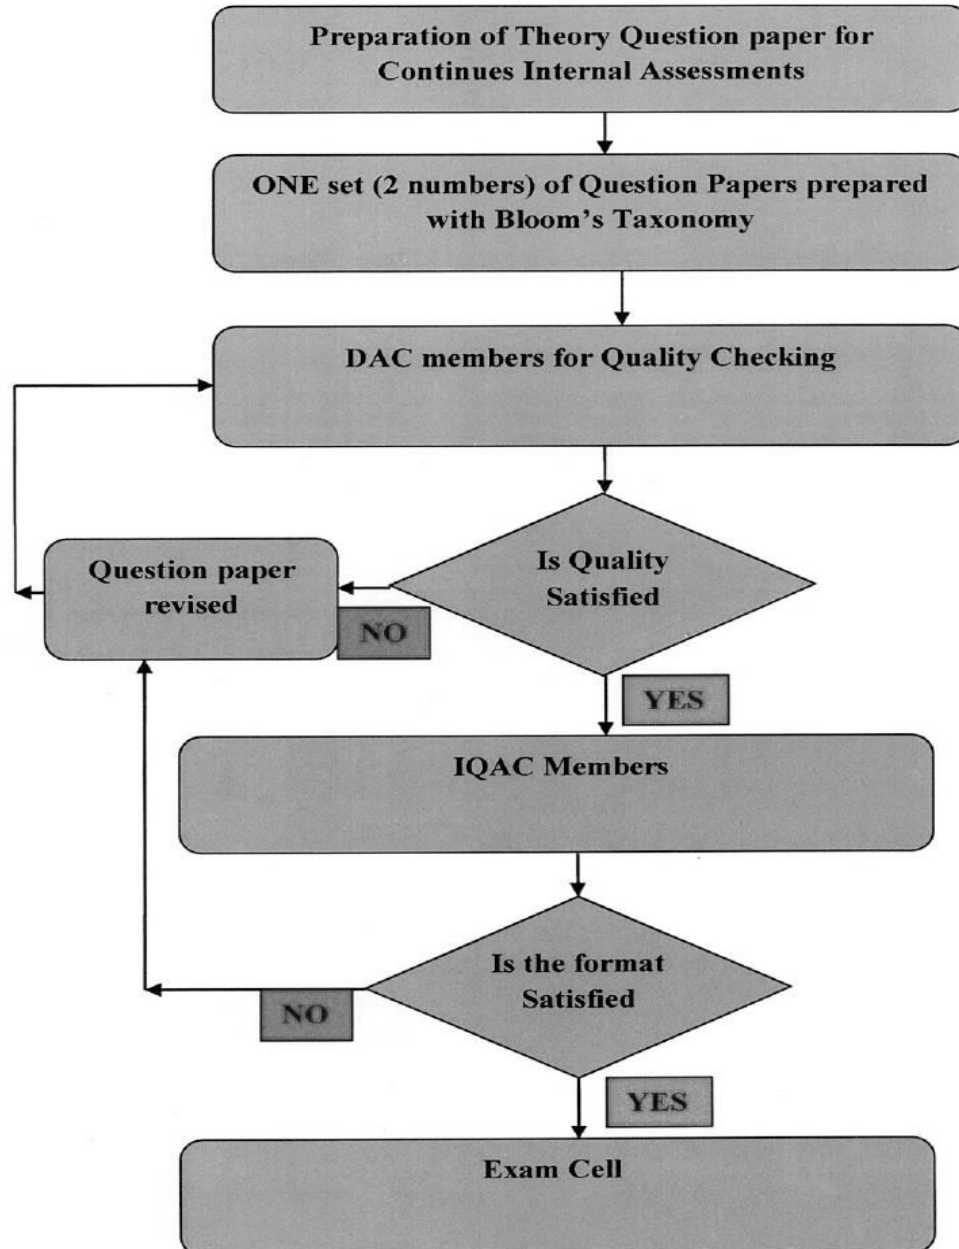 Preparation of Theory Question paper for
Continues Internal Assessments
ONE set (2 numbers) of Question Papers prepared
with Bloom's Taxonomy
DAC members for Quality Checking
Is Quality
Satisfied
Question paper
revised
NO
YES
IQAC Members
Is the format
Satisfied
NO
YES
Exam Cell